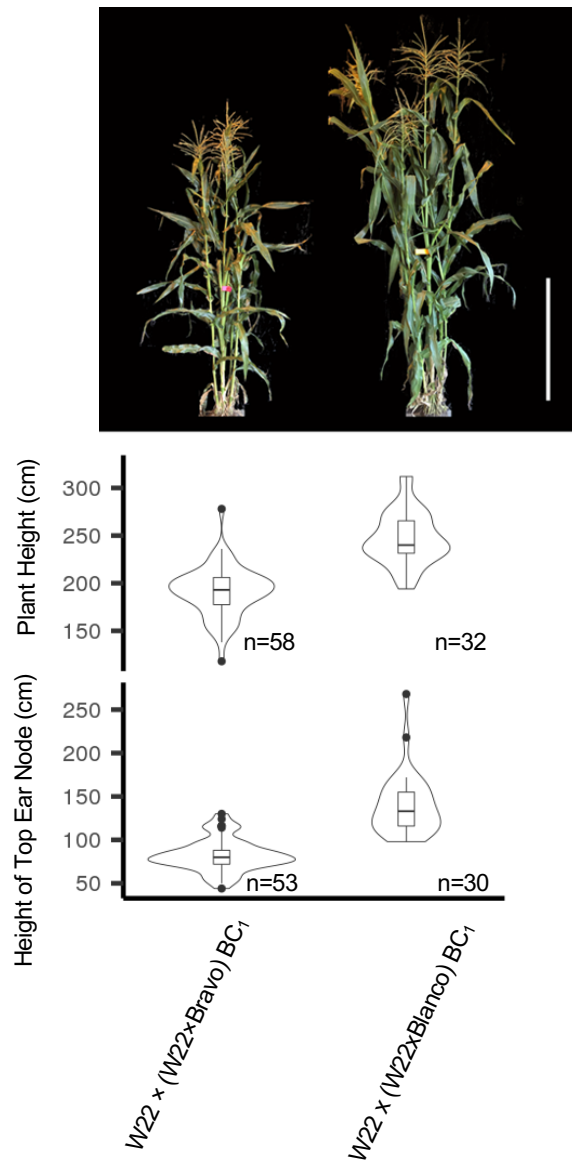 Plant Height (cm)
300
250
200
150
n=58
n=32
Height of Top Ear Node (cm)
250
200
150
100
50
n=53
n=30
W22 × (W22×Bravo) BC₁
W22 x (W22xBlanco) BC₁